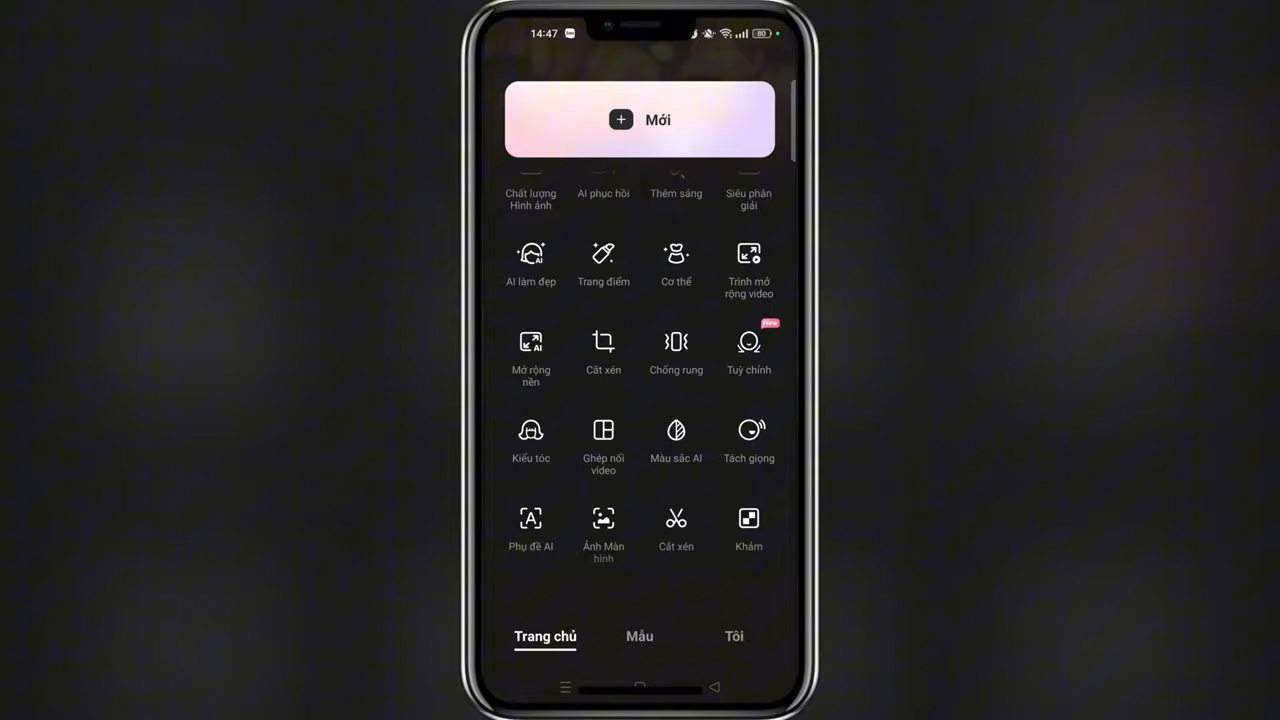 14:47
80
Mới
Chất lượng
Hình ảnh
AI phục hồi
Thêm sáng
Siêu phân
giải
AI
AI làm đẹp
Trang điểm
Cơ thể
Trình mở
rộng video
New
AI
Mở rộng
nền
Cắt xén
Chống rung
Tuỳ chỉnh
Kiểu tóc
Ghép nối
video
Màu sắc AI
Tách giọng
A
Phụ đề AI
Ảnh Màn
hình
Cắt xén
Khảm
Trang chủ
Mẫu
Tôi